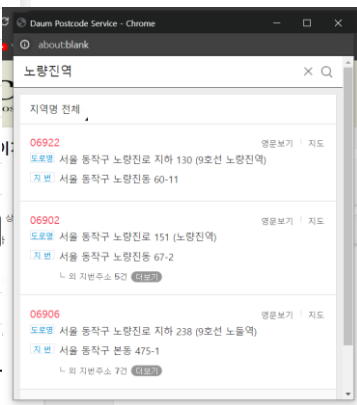 Daum Postcode Service - Chrome
about:blank
노량진역
지역명 전체
06922
영문보기 지도
도로명 서울 동작구 노량진로 지하 130 (9호선 노량진역)
지번 서울 동작구 노량진동 60-11
06902
영문보기 지도
도로명 서울 동작구 노량진로 151 (노량진역)
지번 서울 동작구 노량진동 67-2
ㄴ 외 지번주소 5건 더보기
06906
영문보기 지도
도로명 서울 동작구 노량진로 지하 238 (9호선 노들역)
지번 서울 동작구 본동 475-1
ㄴ 외 지번주소 7건 더보기